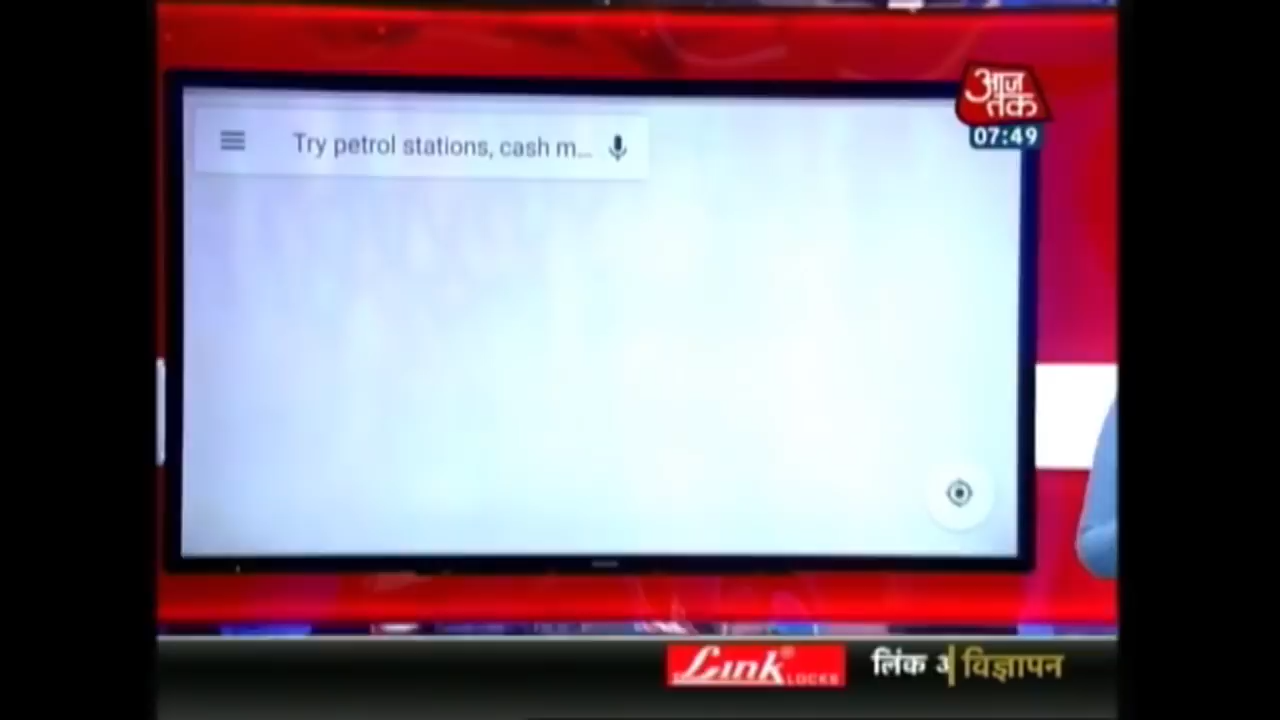 आज
तक
07:49
Try petrol stations, cash m...
Link®
LOCKS
लिंक
विज्ञापन